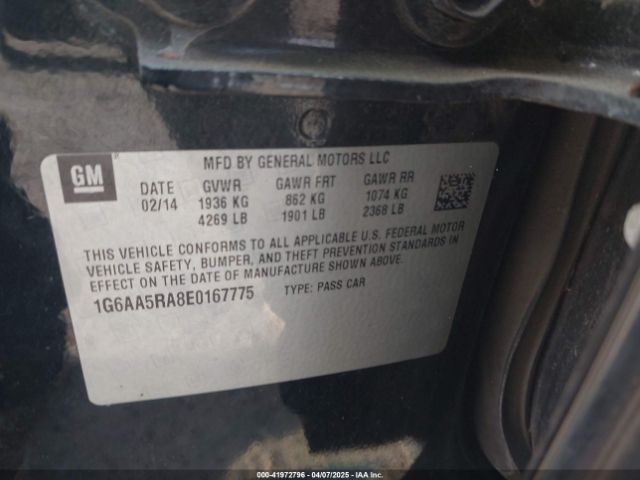 GM
MFD BY GENERAL MOTORS LLC
DATE GVWR GAWR FRT GAWR RR
02/14 1936 KG 862 KG 1074 KG
4269 LB 1901 LB 2368 LB
THIS VEHICLE CONFORMS TO ALL APPLICABLE U.S. FEDERAL MOTOR
VEHICLE SAFETY, BUMPER, AND THEFT PREVENTION STANDARDS IN
EFFECT ON THE DATE OF MANUFACTURE SHOWN ABOVE.
1G6AA5RA8E0167775 TYPE: PASS CAR
000-41972796 - 04/07/2025 - IAA Inc.